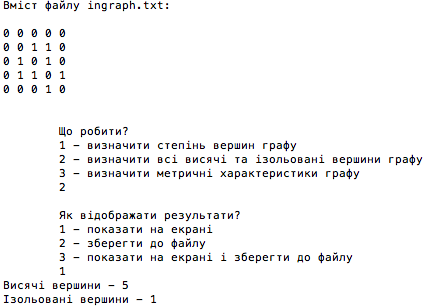 Вміст файлу ingraph.txt:
0 0 0 0 0
0 0 1 1 0
0 1 0 1 0
0 1 1 0 1
0 0 0 1 0
Що робити?
1 – визначити степінь вершин графу
2 – визначити всі висячі та ізольовані вершини графу
3 – визначити метричні характеристики графу
2
Як відображати результати?
1 – показати на екрані
2 – зберегти до файлу
3 – показати на екрані і зберегти до файлу
1
Висячі вершини – 5
Ізольовані вершини – 1